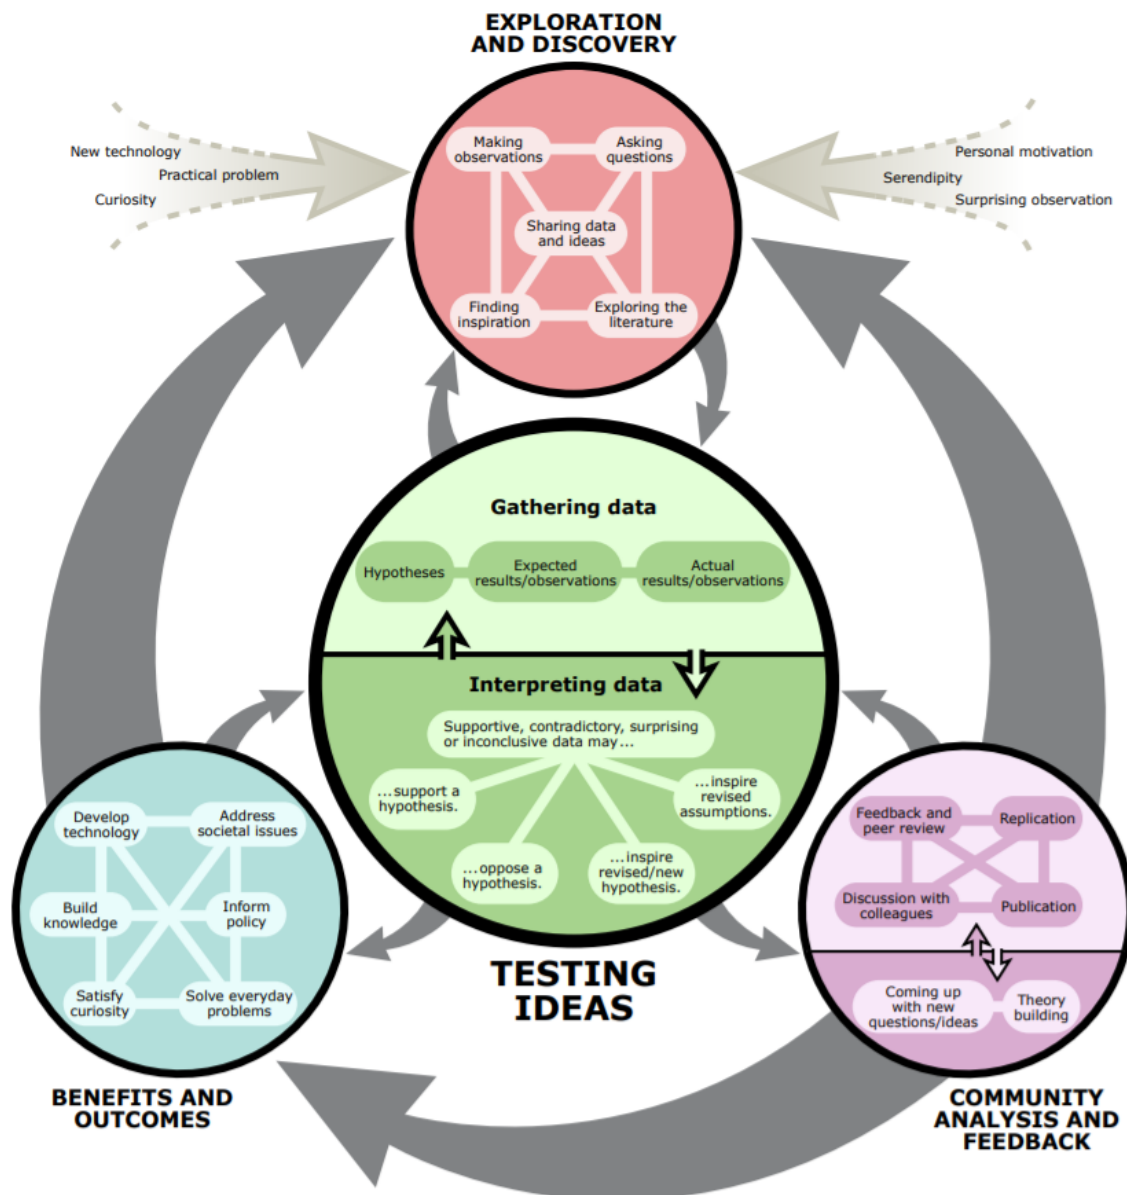 EXPLORATION
AND DISCOVERY
New technology
Practical problem
Curiosity
Personal motivation
Serendipity
Surprising observation
Making
observations
Asking
questions
Sharing data
and ideas
Finding
inspiration
Exploring the
literature
Gathering data
Hypotheses
Expected
results/observations
Actual
results/observations
Interpreting data
Supportive, contradictory, surprising
or inconclusive data may...
...support a
hypothesis.
...oppose a
hypothesis.
...inspire
revised/new
hypothesis.
...inspire
revised
assumptions.
TESTING
IDEAS
Develop
technology
Address
societal issues
Build
knowledge
Inform
policy
Satisfy
curiosity
Solve everyday
problems
BENEFITS AND
OUTCOMES
Feedback and
peer review
Replication
Discussion with
colleagues
Publication
Coming up
with new
questions/ideas
Theory
building
COMMUNITY
ANALYSIS AND
FEEDBACK